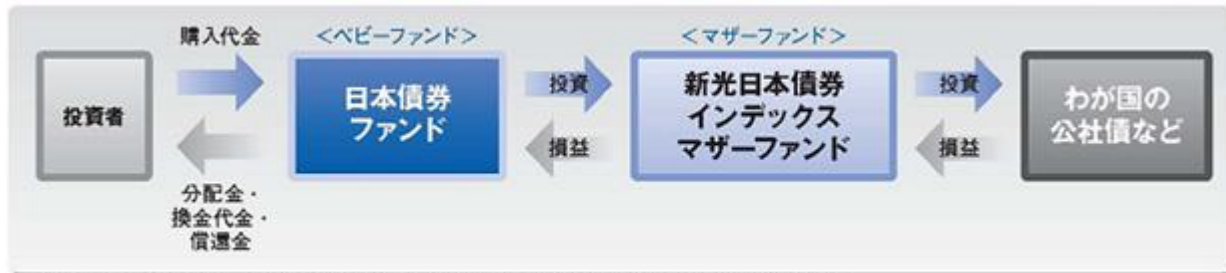 購入代金
<ベビーファンド>
<マザーファンド>
投資者
日本債券
ファンド
投資
損益
新光日本債券
インデックス
マザーファンド
投資
損益
わが国の
公社債など
分配金・
換金代金・
償還金